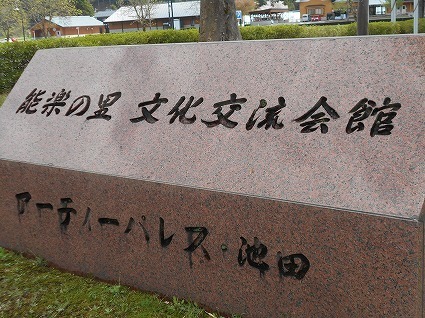 能楽の里 文化交流会館
アーティーパレス・池田